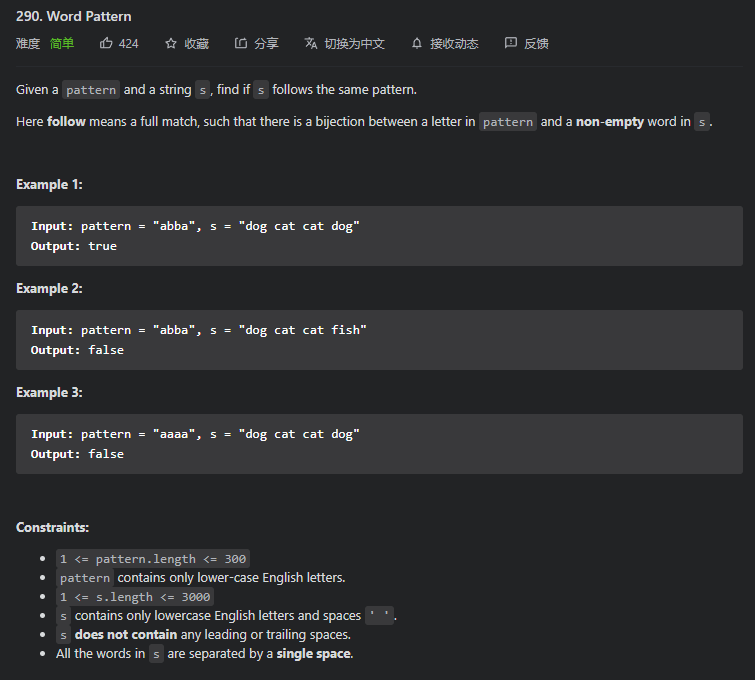 290. Word Pattern
难度 简单 424 收藏 分享 切换为中文 接收动态 反馈
Given a pattern and a string s, find if s follows the same pattern.
Here follow means a full match, such that there is a bijection between a letter in pattern and a non-empty word in s.
Example 1:
Input: pattern = "abba", s = "dog cat cat dog"
Output: true
Example 2:
Input: pattern = "abba", s = "dog cat cat fish"
Output: false
Example 3:
Input: pattern = "aaaa", s = "dog cat cat dog"
Output: false
Constraints:
• 1 <= pattern.length <= 300
• pattern contains only lower-case English letters.
• 1 <= s.length <= 3000
• s contains only lowercase English letters and spaces ' '.
• s does not contain any leading or trailing spaces.
• All the words in s are separated by a single space.